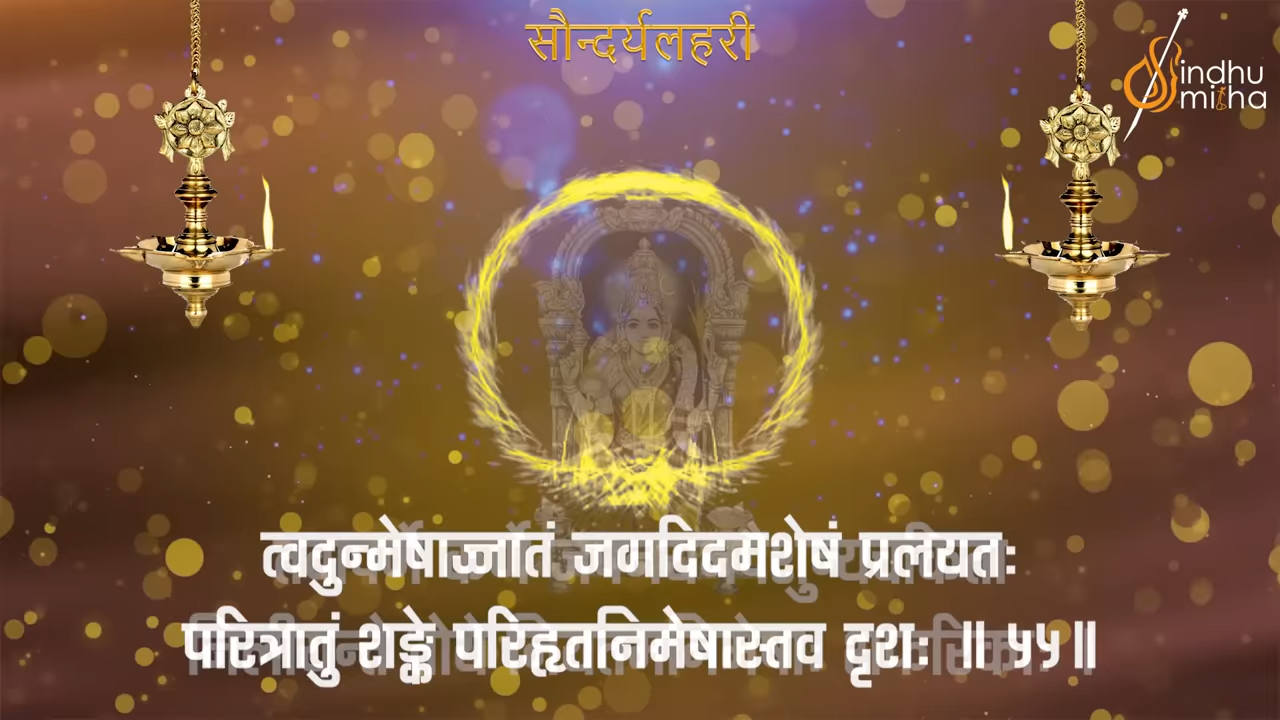 सौन्दर्यलहरी
Sindhu
Smitha
त्वदुन्मेषाज्जातं जगदिदमशेषं प्रलयतः
परित्रातुं शङ्के परिहृतनिमेषास्तव दृशः ॥ ५५॥